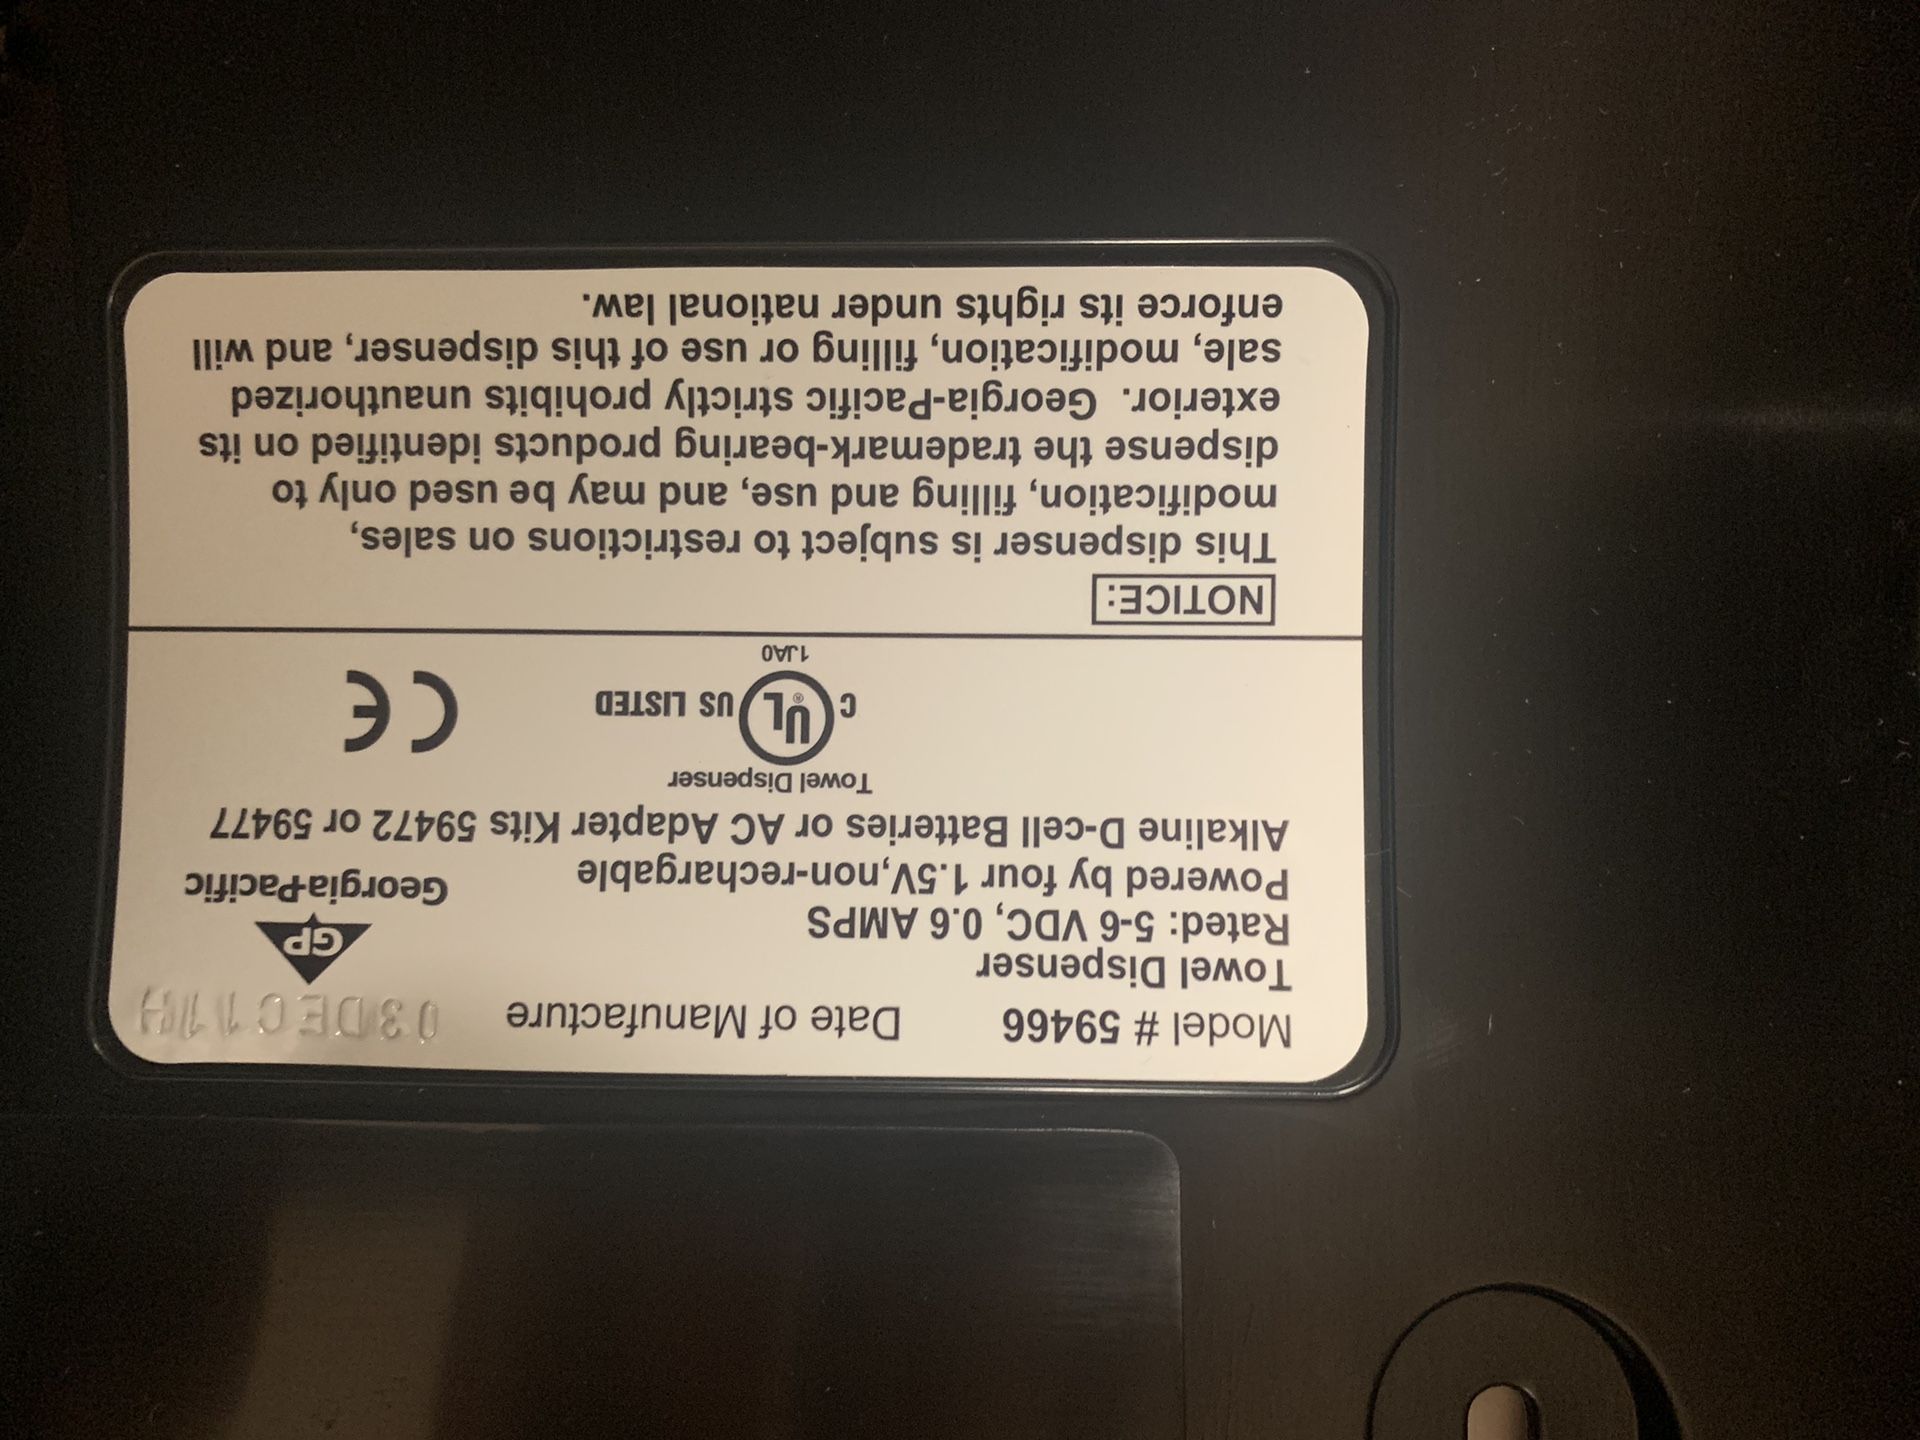 Model # 59466 Date of Manufacture 03DEC11H
Towel Dispenser
Rated: 5-6 VDC, 0.6 AMPS
GP
Powered by four 1.5V,non-rechargable
Georgia-Pacific
Alkaline D-cell Batteries or AC Adapter Kits 59472 or 59477
Towel Dispenser
C UL® US LISTED
CE
1JA0
NOTICE:
This dispenser is subject to restrictions on sales,
modification, filling and use, and may be used only to
dispense the trademark-bearing products identified on its
exterior. Georgia-Pacific strictly prohibits unauthorized
sale, modification, filling or use of this dispenser, and will
enforce its rights under national law.